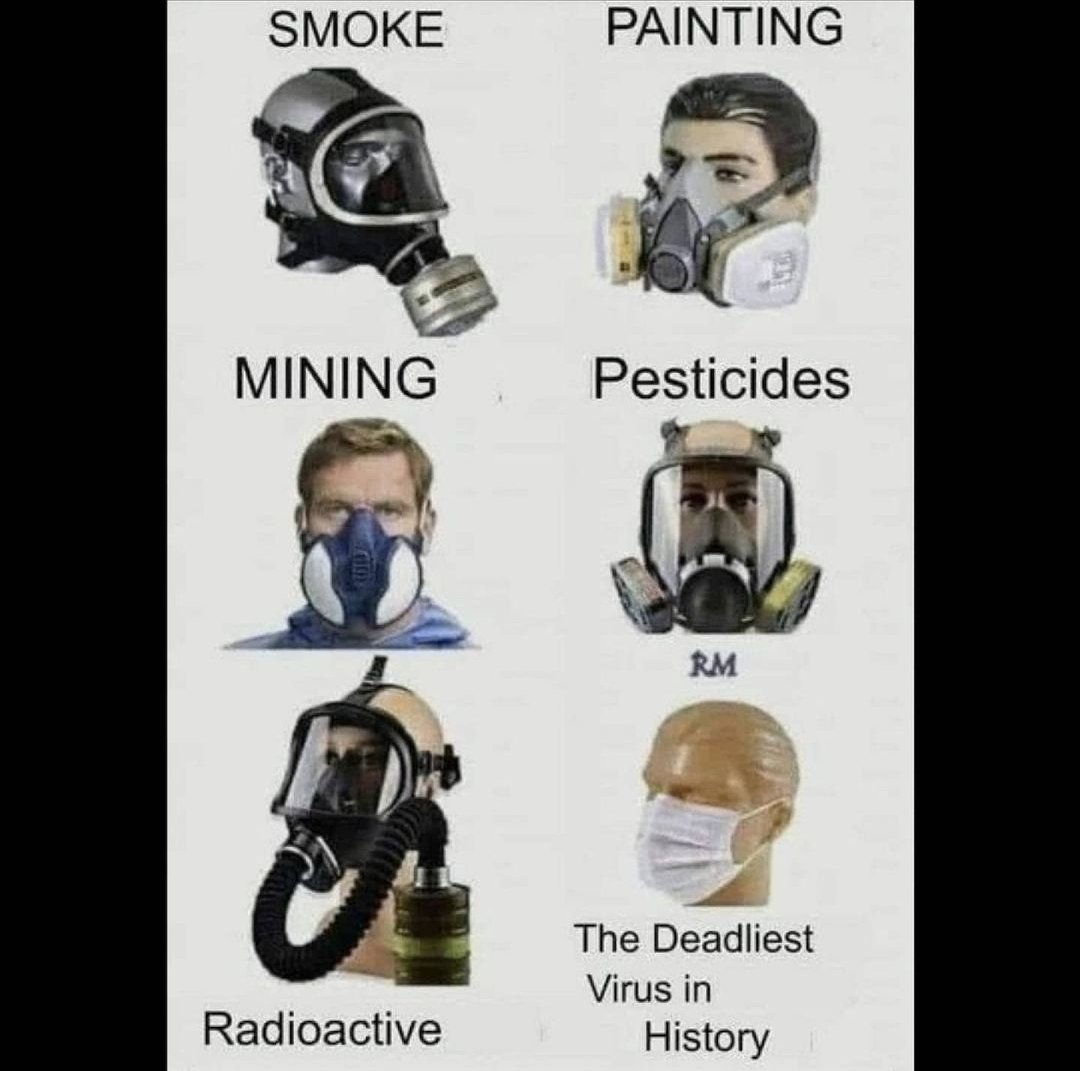 SMOKE
PAINTING
MINING
Pesticides
RM
Radioactive
The Deadliest
Virus in
History